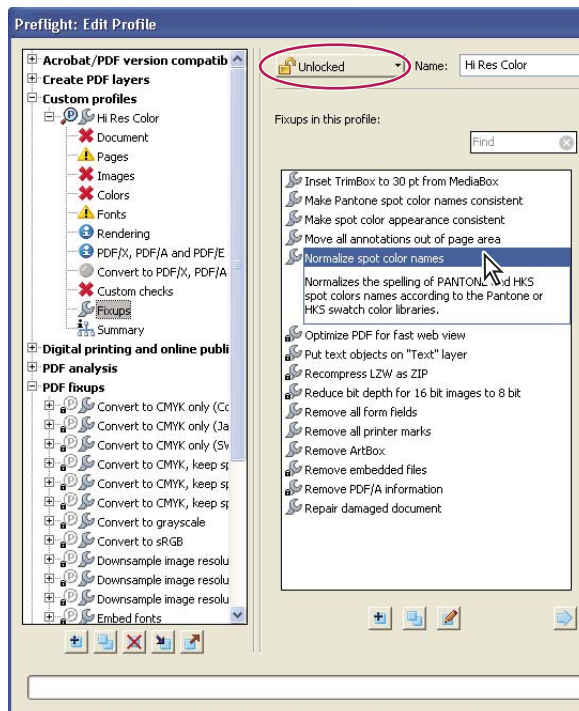 Preflight: Edit Profile
Acrobat/PDF version compatib
Create PDF layers
Custom profiles
Hi Res Color
Document
Pages
Images
Colors
Fonts
Rendering
PDF/X, PDF/A and PDF/E
Convert to PDF/X, PDF/A
Custom checks
Fixups
Summary
Digital printing and online publi
PDF analysis
PDF fixups
Convert to CMYK only (Co
Convert to CMYK only (Ja
Convert to CMYK only (SW
Convert to CMYK, keep sp
Convert to CMYK, keep sp
Convert to CMYK, keep sp
Convert to grayscale
Convert to sRGB
Downsample image resolu
Downsample image resolu
Downsample image resolu
Embed fonts
Unlocked
Name: Hi Res Color
Fixups in this profile:
Find
Inset TrimBox to 30 pt from MediaBox
Make Pantone spot color names consistent
Make spot color appearance consistent
Move all annotations out of page area
Normalize spot color names
Normalizes the spelling of PANTONE and HKS
spot colors names according to the Pantone or
HKS swatch color libraries.
Optimize PDF for fast web view
Put text objects on "Text" layer
Recompress LZW as ZIP
Reduce bit depth for 16 bit images to 8 bit
Remove all form fields
Remove all printer marks
Remove ArtBox
Remove embedded files
Remove PDF/A information
Repair damaged document